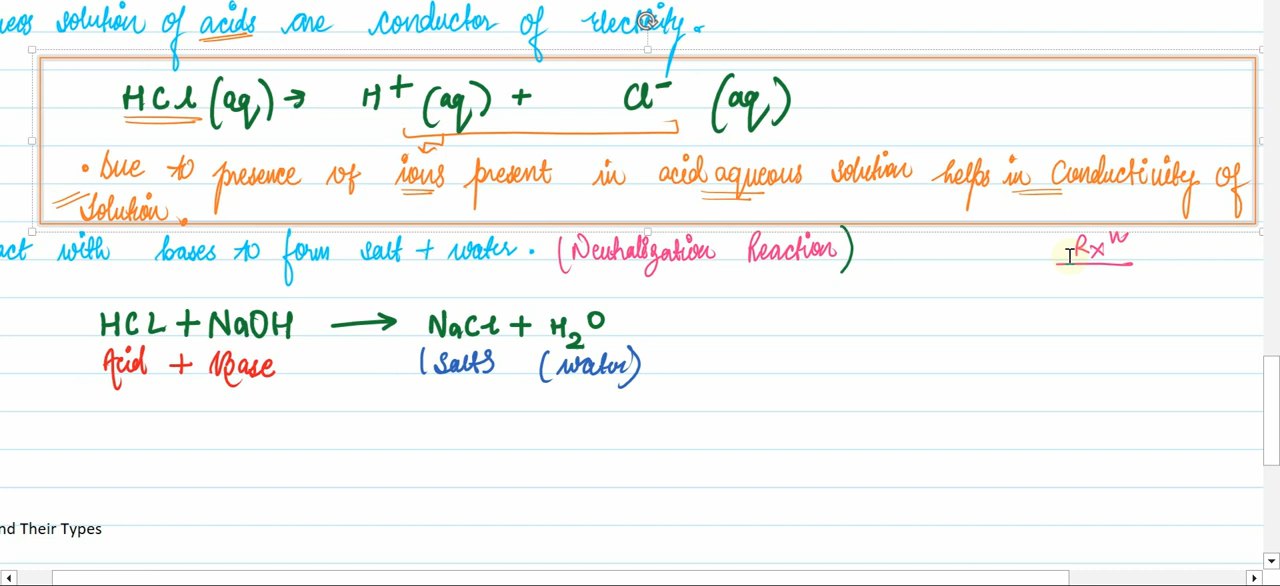 ueos solution of acids are conductor of electricity.
HCl (aq) → H+ (aq) + Cl- (aq)
• Due to presence of ions present in acid aqueous solution helps in Conductivity of
Solution.
act with bases to form salt + water. (Neutralization Reaction) Rxn
HCL + NaOH → NaCl + H2O
Acid + Base (Salts (water)
nd Their Types